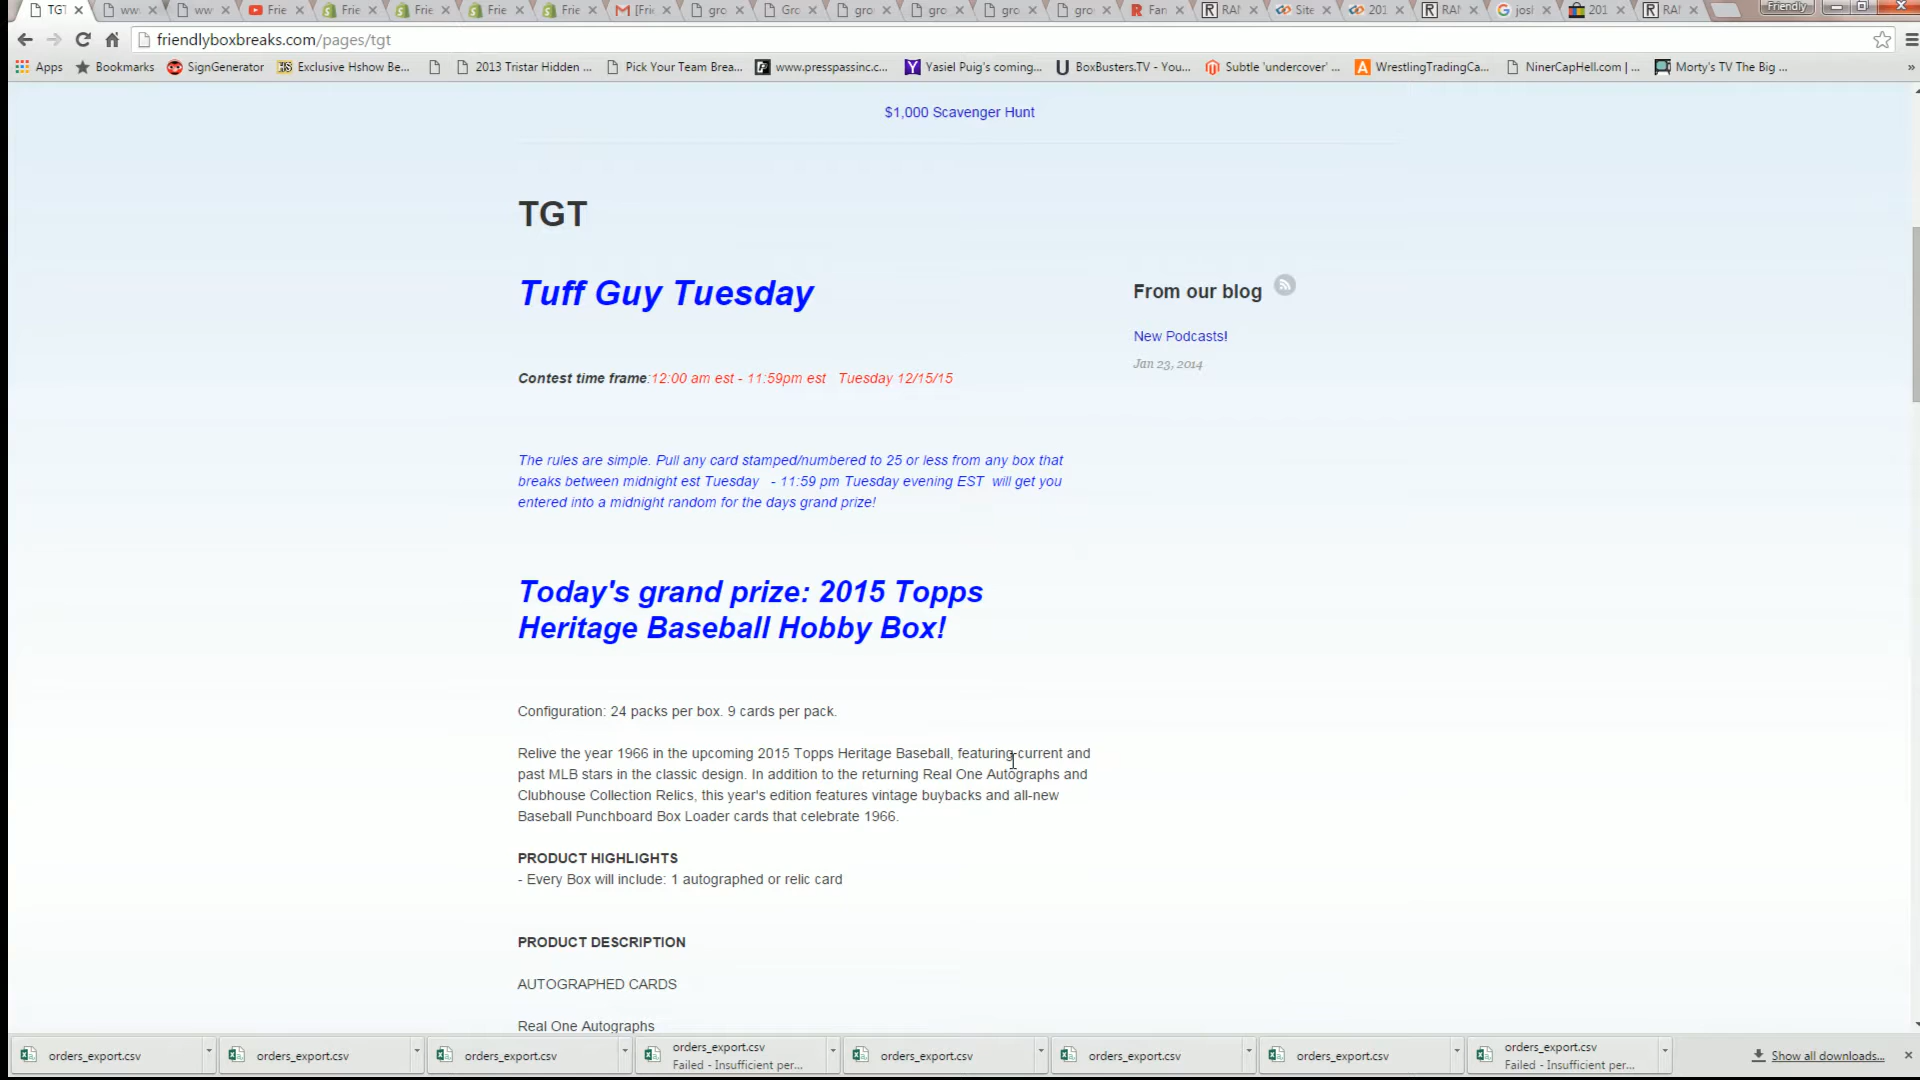 TGT
ww
ww
Frie
Frie
Frie
Frie
Frie
[Frie
gro
Gro
gro
gro
gro
gro
Fan
RAN
Site
201
RAN
josh
201
RAN
Friendly
friendlyboxbreaks.com/pages/tgt
Apps Bookmarks SignGenerator Exclusive Hshow Be... 2013 Tristar Hidden ... Pick Your Team Brea... www.presspassinc.c... Yasiel Puig's coming... BoxBusters.TV - You... Subtle 'undercover' ... WrestlingTradingCa... NinerCapHell.com | ... Morty's TV The Big ... »
$1,000 Scavenger Hunt
TGT
Tuff Guy Tuesday
From our blog
New Podcasts!
Jan 23, 2014
Contest time frame:12:00 am est - 11:59pm est Tuesday 12/15/15
The rules are simple. Pull any card stamped/numbered to 25 or less from any box that
breaks between midnight est Tuesday - 11:59 pm Tuesday evening EST will get you
entered into a midnight random for the days grand prize!
Today's grand prize: 2015 Topps
Heritage Baseball Hobby Box!
Configuration: 24 packs per box. 9 cards per pack.
Relive the year 1966 in the upcoming 2015 Topps Heritage Baseball, featuring current and
past MLB stars in the classic design. In addition to the returning Real One Autographs and
Clubhouse Collection Relics, this year's edition features vintage buybacks and all-new
Baseball Punchboard Box Loader cards that celebrate 1966.
PRODUCT HIGHLIGHTS
- Every Box will include: 1 autographed or relic card
PRODUCT DESCRIPTION
AUTOGRAPHED CARDS
Real One Autographs
orders_export.csv
orders_export.csv
orders_export.csv
orders_export.csv
Failed - Insufficient per...
orders_export.csv
orders_export.csv
orders_export.csv
orders_export.csv
Failed - Insufficient per...
Show all downloads...